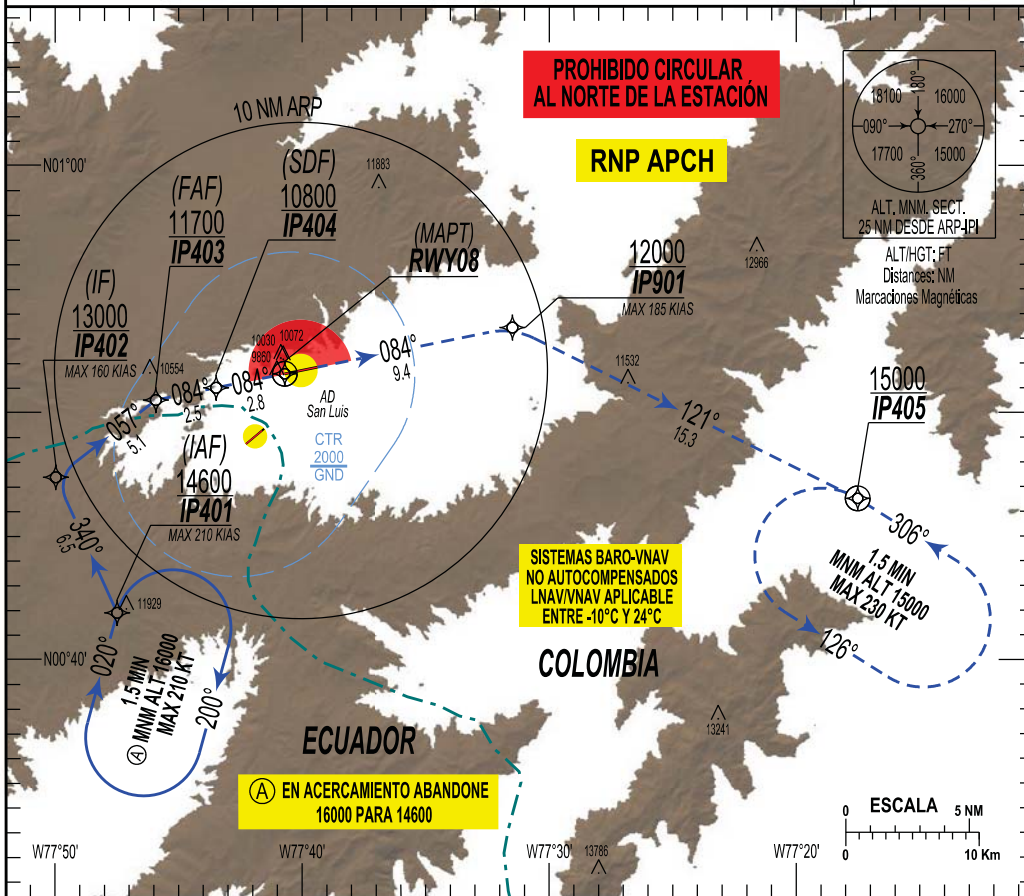 PROHIBIDO CIRCULAR
AL NORTE DE LA ESTACIÓN
RNP APCH
180°
18100
16000
090°
270°
17700
15000
360°
ALT. MNM. SECT.
25 NM DESDE ARP-IPI
ALT/HGT: FT
Distances: NM
Marcaciones Magnéticas
10 NM ARP
N01°00'
11883
(SDF)
10800
IP404
(FAF)
11700
IP403
(MAPT)
RWY08
12000
IP901
MAX 185 KIAS
12966
(IF)
13000
IP402
MAX 160 KIAS
10554
10030
10072
9860
084°
9.4
084°
2.5
084°
2.8
057°
5.1
AD
San Luis
CTR
2000
GND
11532
121°
15.3
15000
IP405
(IAF)
14600
IP401
MAX 210 KIAS
340°
6.5
11929
306°
1.5 MIN
MNM ALT 15000
MAX 230 KT
126°
SISTEMAS BARO-VNAV
NO AUTOCOMPENSADOS
LNAV/VNAV APLICABLE
ENTRE -10°C Y 24°C
N00°40'
COLOMBIA
020°
1.5 MIN
A MNM ALT 16000
MAX 210 KT
200°
13241
ECUADOR
A EN ACERCAMIENTO ABANDONE
16000 PARA 14600
ESCALA
0
5 NM
0
10 Km
13786
W77°50'
W77°40'
W77°30'
W77°20'